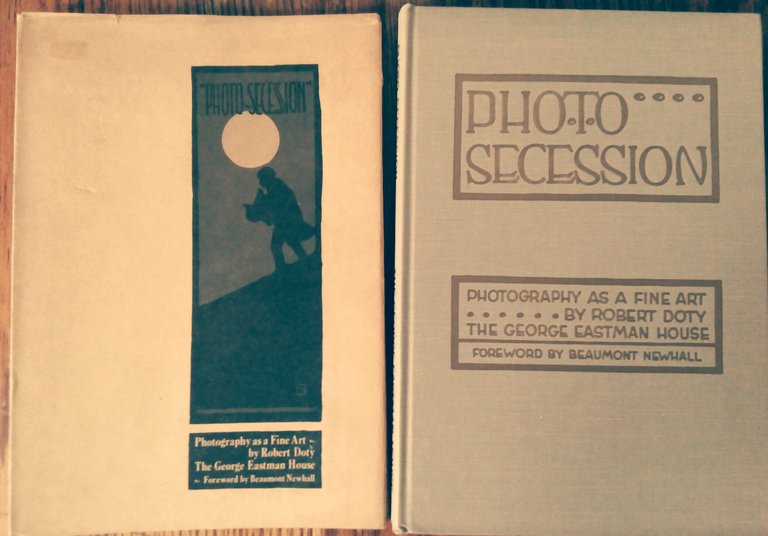 "PHOTO-SECESSION"
Photography as a Fine Art
by Robert Doty
The George Eastman House
Foreword by Beaumont Newhall
PHOTO
SECESSION
PHOTOGRAPHY AS A FINE ART
BY ROBERT DOTY
THE GEORGE EASTMAN HOUSE
FOREWORD BY BEAUMONT NEWHALL